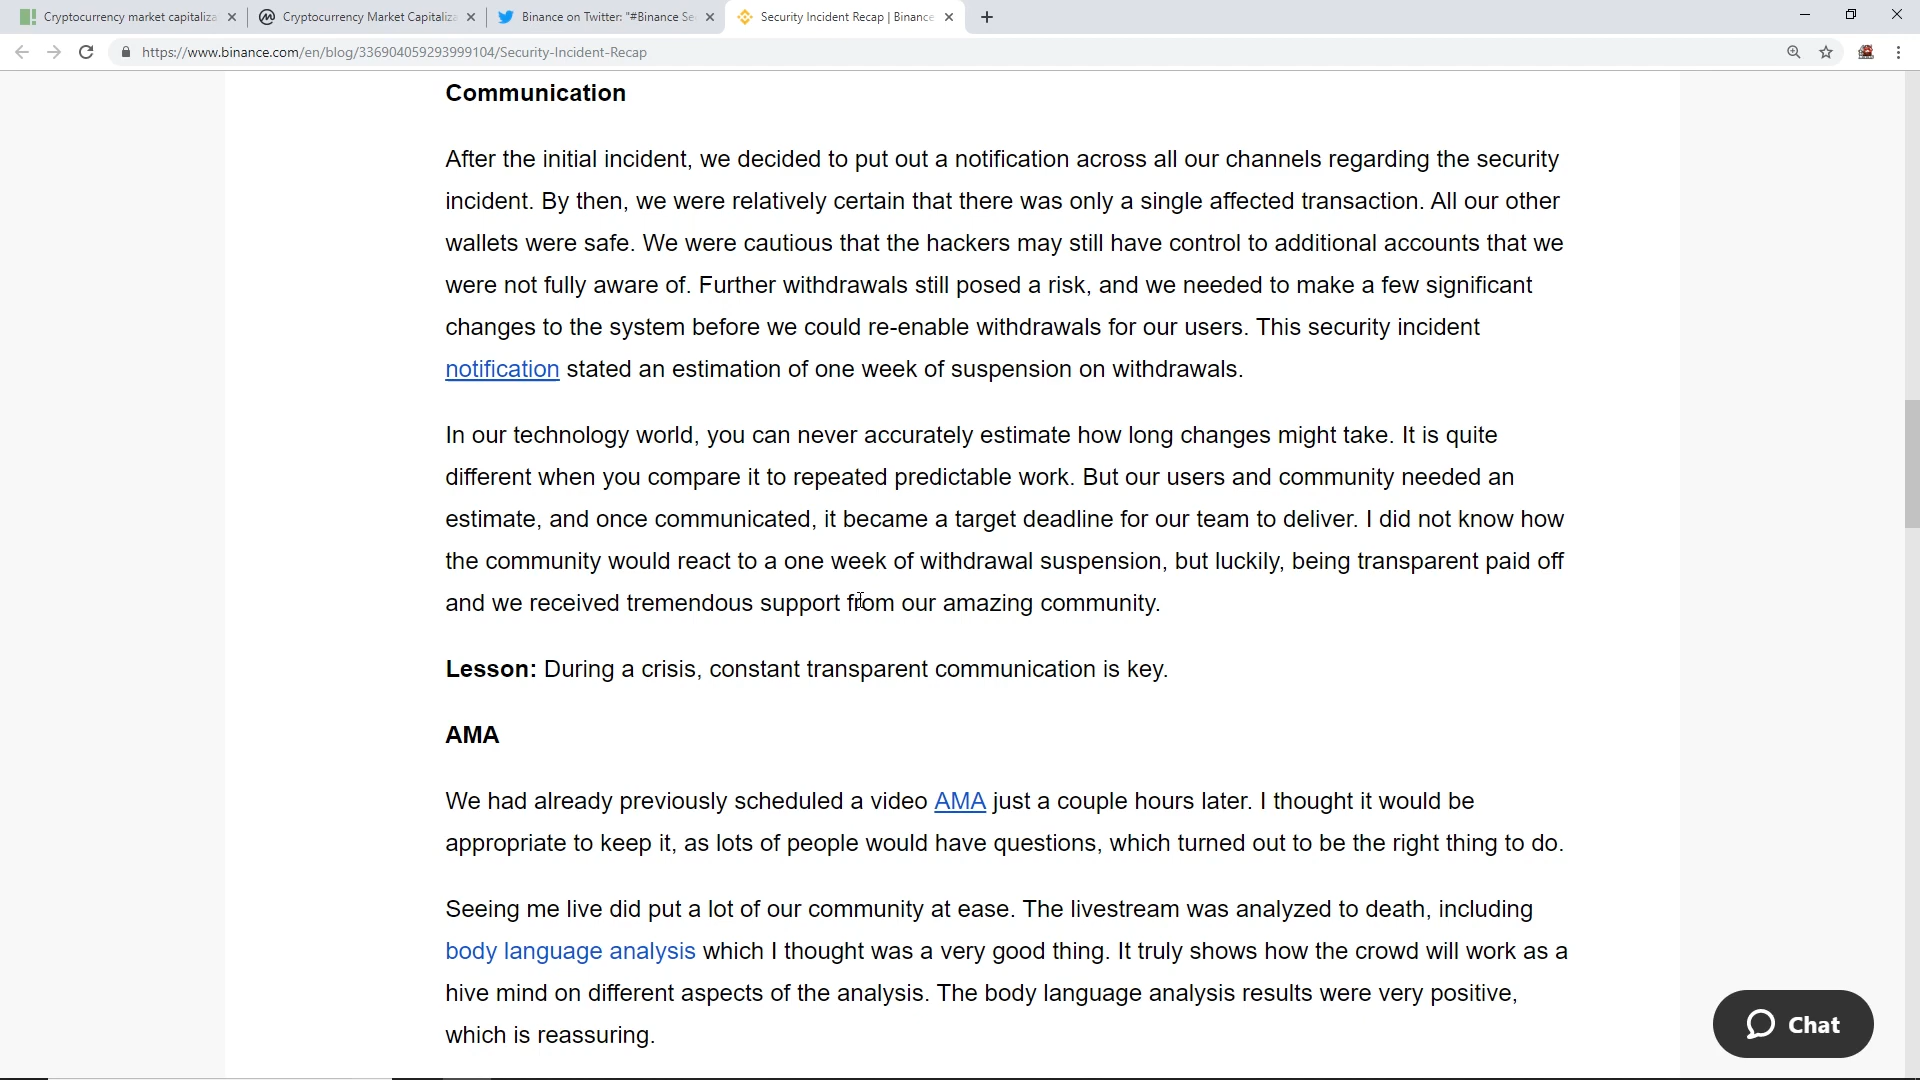 Cryptocurrency market capitaliza
Cryptocurrency Market Capitaliza
Binance on Twitter: "#Binance Se
Security Incident Recap | Binance
https://www.binance.com/en/blog/336904059293999104/Security-Incident-Recap
Communication
After the initial incident, we decided to put out a notification across all our channels regarding the security
incident. By then, we were relatively certain that there was only a single affected transaction. All our other
wallets were safe. We were cautious that the hackers may still have control to additional accounts that we
were not fully aware of. Further withdrawals still posed a risk, and we needed to make a few significant
changes to the system before we could re-enable withdrawals for our users. This security incident
notification stated an estimation of one week of suspension on withdrawals.
In our technology world, you can never accurately estimate how long changes might take. It is quite
different when you compare it to repeated predictable work. But our users and community needed an
estimate, and once communicated, it became a target deadline for our team to deliver. I did not know how
the community would react to a one week of withdrawal suspension, but luckily, being transparent paid off
and we received tremendous support from our amazing community.
Lesson: During a crisis, constant transparent communication is key.
AMA
We had already previously scheduled a video AMA just a couple hours later. I thought it would be
appropriate to keep it, as lots of people would have questions, which turned out to be the right thing to do.
Seeing me live did put a lot of our community at ease. The livestream was analyzed to death, including
body language analysis which I thought was a very good thing. It truly shows how the crowd will work as a
hive mind on different aspects of the analysis. The body language analysis results were very positive,
which is reassuring.
Chat